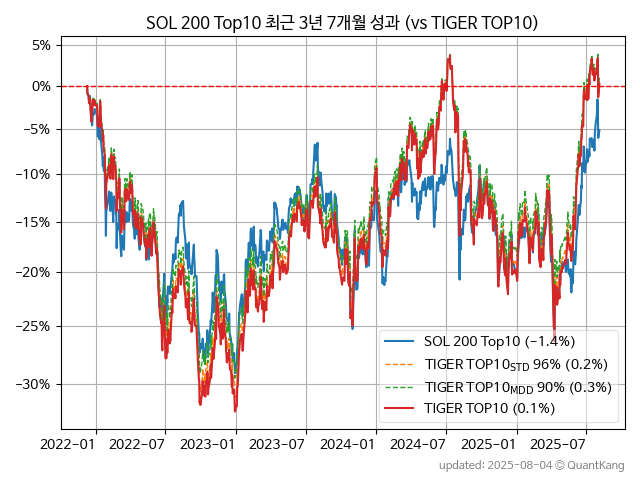 SOL 200 Top10 최근 3년 7개월 성과 (vs TIGER TOP10)
5%
0%
−5%
−10%
−15%
−20%
−25%
−30%
SOL 200 Top10 (−1.4%)
TIGER TOP10STD 96% (0.2%)
TIGER TOP10MDD 90% (0.3%)
TIGER TOP10 (0.1%)
2022−01 2022−07 2023−01 2023−07 2024−01 2024−07 2025−01 2025−07
updated: 2025-08-04 ⓒ QuantKang